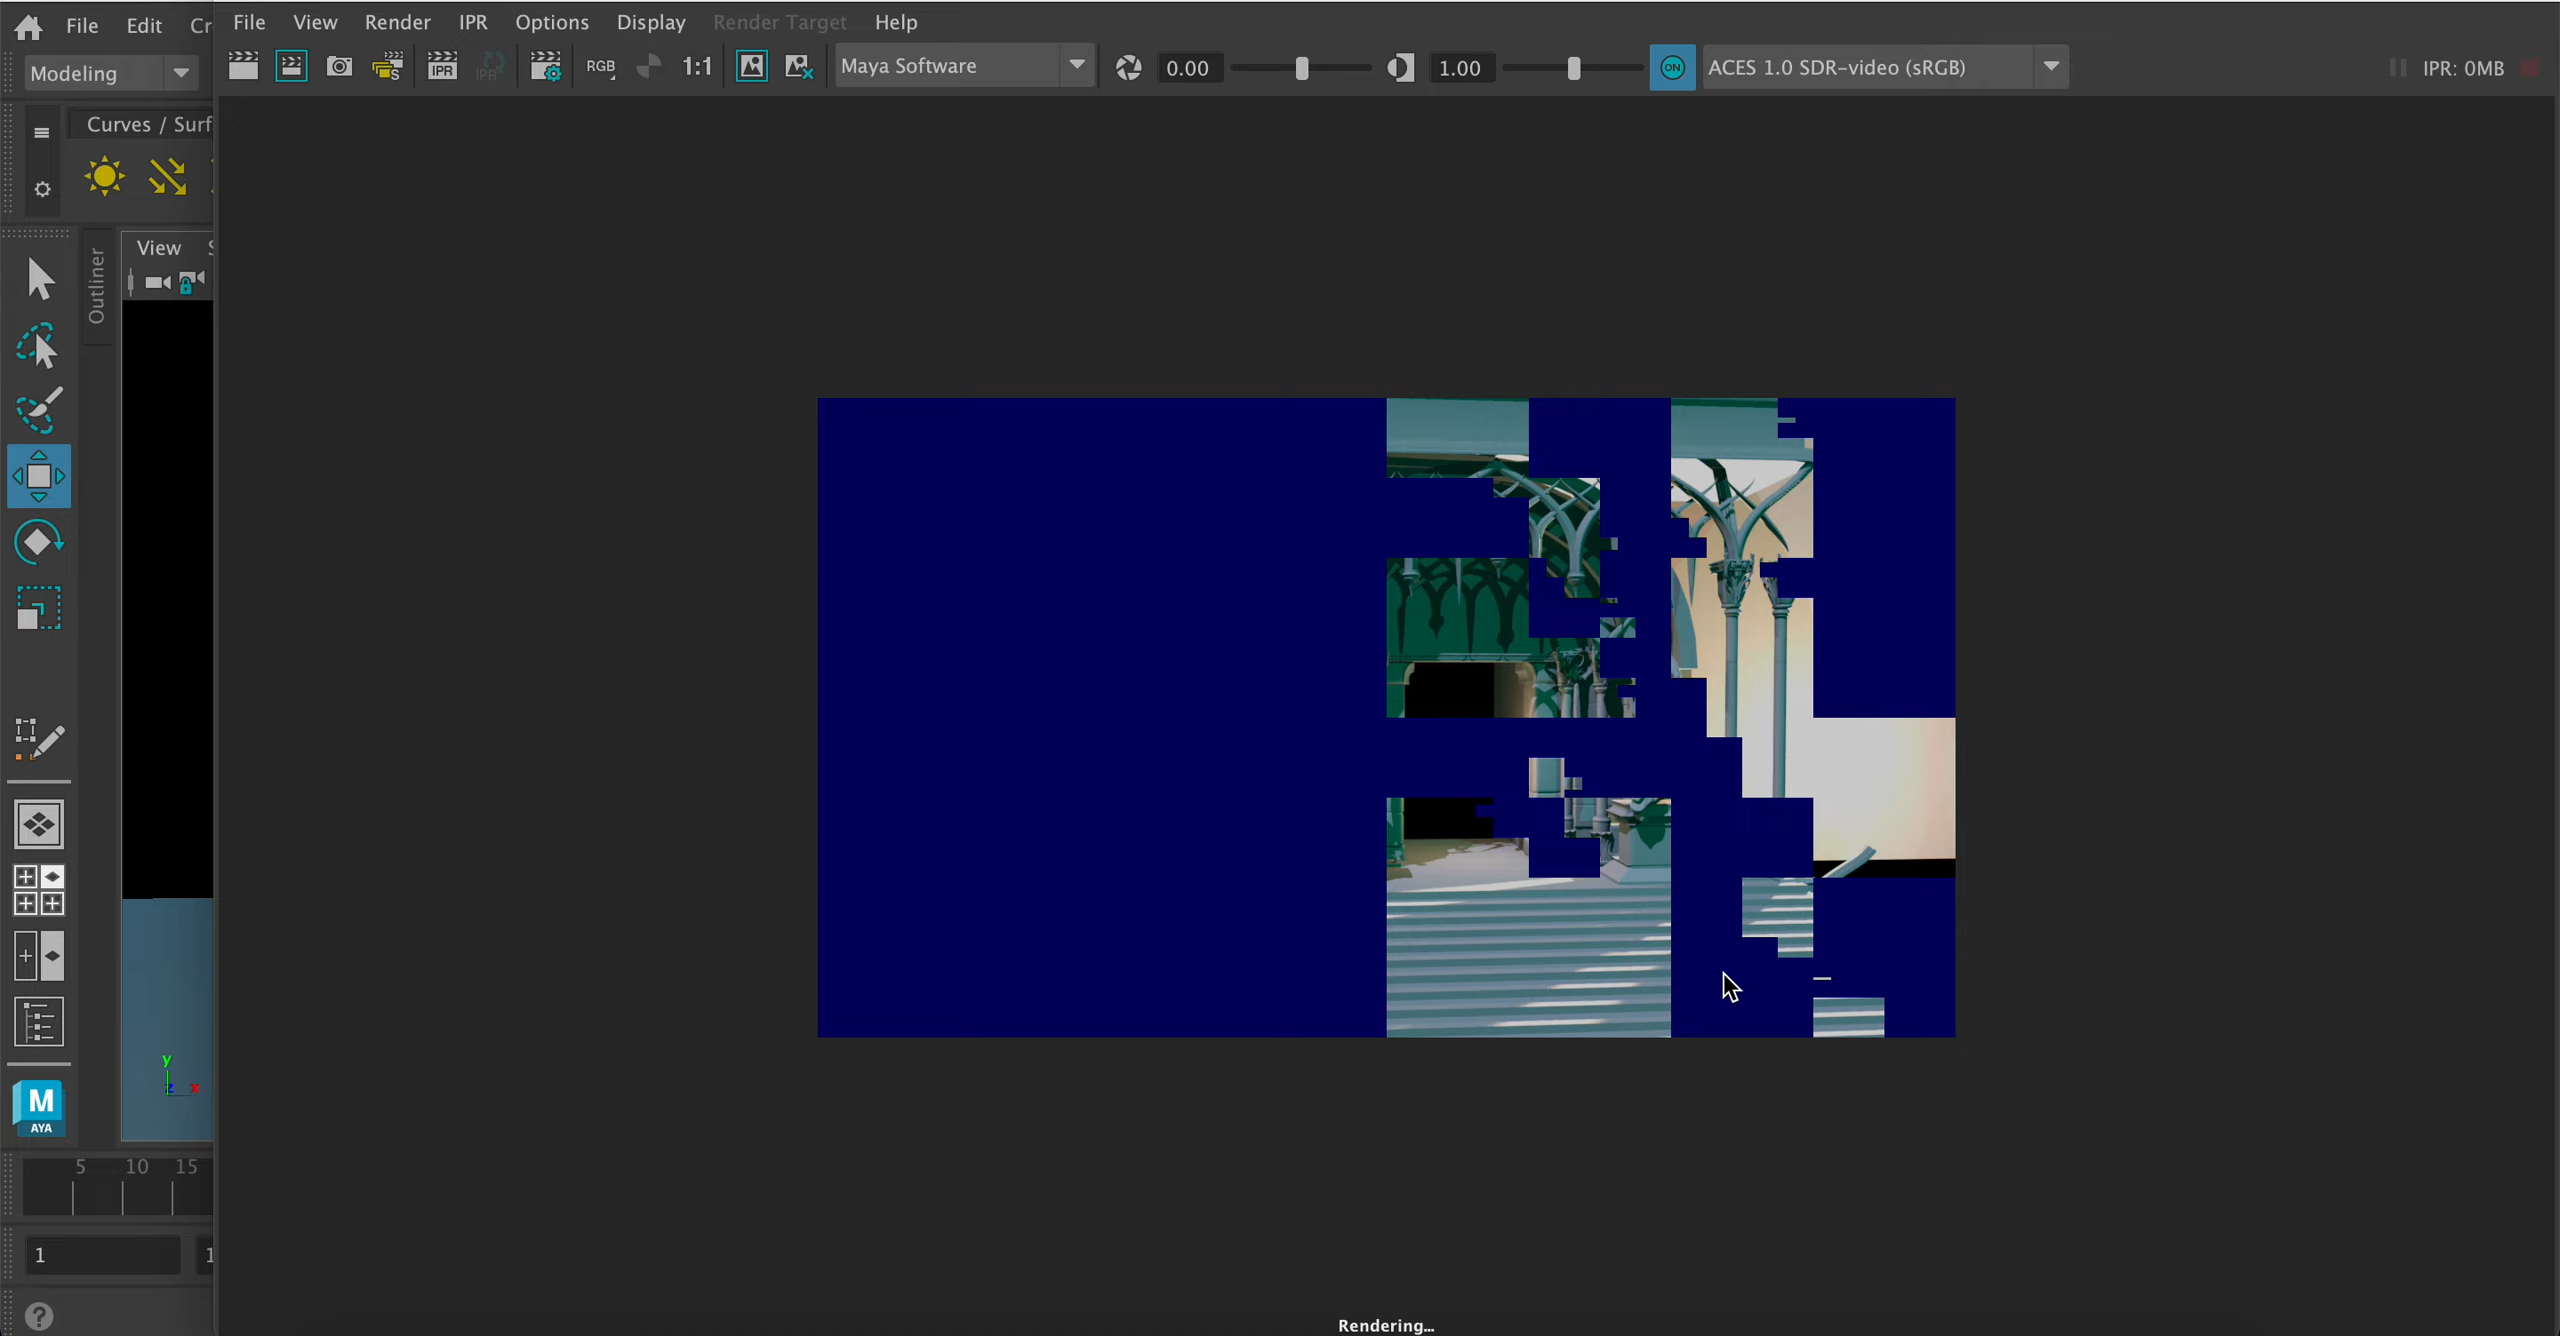 File Edit Cr
File View Render IPR Options Display Render Target Help
Modeling
IPR IPR RGB 1:1 Maya Software 0.00 1.00 ON ACES 1.0 SDR-video (sRGB) IPR: 0MB
Curves / Surf
View S
Outliner
y
z x
M
AYA
5 10 15
1 1
?
Rendering...